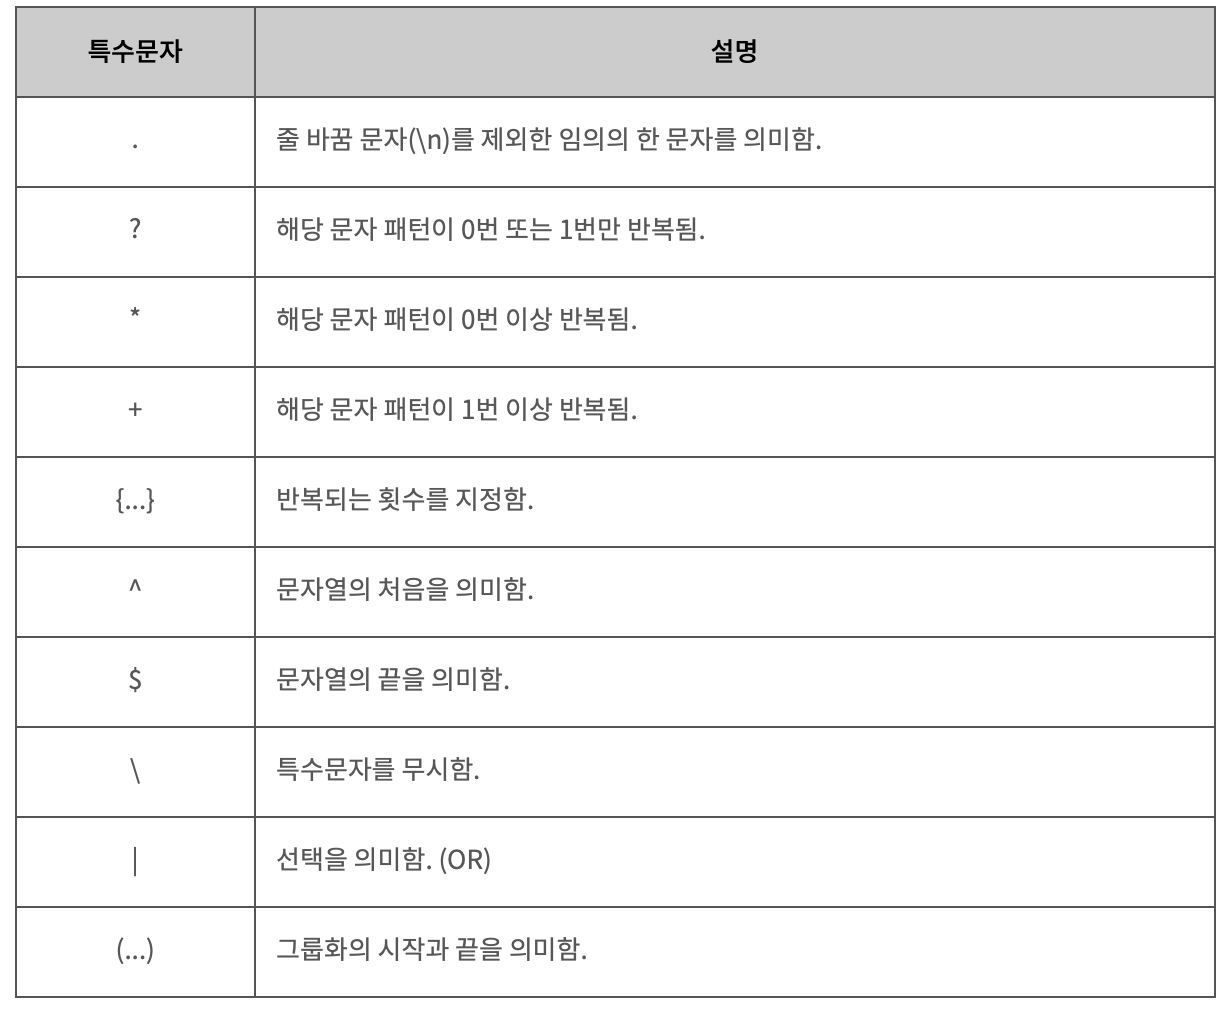 특수문자 설명
. 줄 바꿈 문자(\n)를 제외한 임의의 한 문자를 의미함.
? 해당 문자 패턴이 0번 또는 1번만 반복됨.
* 해당 문자 패턴이 0번 이상 반복됨.
+ 해당 문자 패턴이 1번 이상 반복됨.
{...} 반복되는 횟수를 지정함.
^ 문자열의 처음을 의미함.
$ 문자열의 끝을 의미함.
\ 특수문자를 무시함.
| 선택을 의미함. (OR)
(...) 그룹화의 시작과 끝을 의미함.